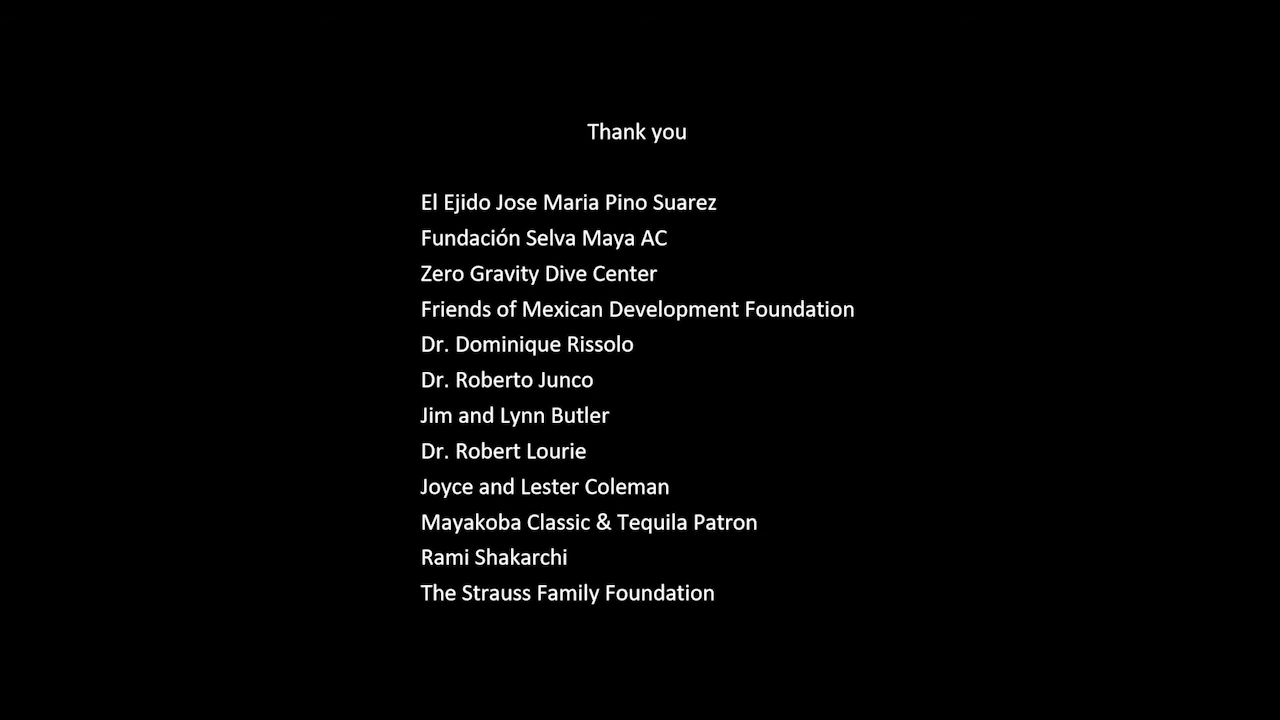 Thank you
El Ejido Jose Maria Pino Suarez
Fundación Selva Maya AC
Zero Gravity Dive Center
Friends of Mexican Development Foundation
Dr. Dominique Rissolo
Dr. Roberto Junco
Jim and Lynn Butler
Dr. Robert Lourie
Joyce and Lester Coleman
Mayakoba Classic & Tequila Patron
Rami Shakarchi
The Strauss Family Foundation